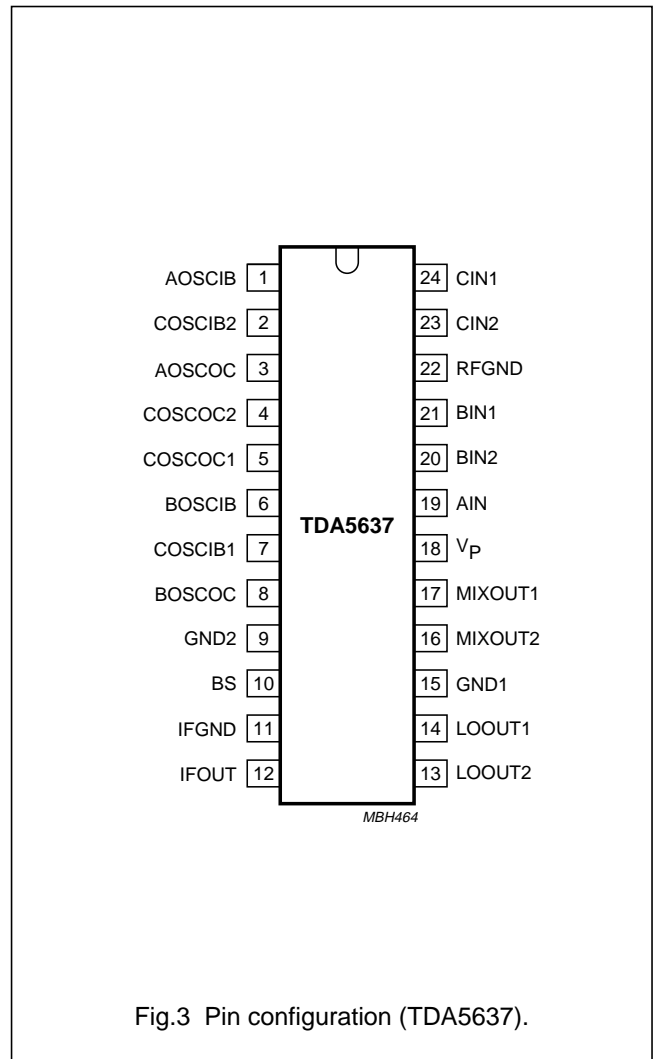 AOSCIB 1 24 CIN1
COSCIB2 2 23 CIN2
AOSCOC 3 22 RFGND
COSCOC2 4 21 BIN1
COSCOC1 5 20 BIN2
BOSCIB 6 19 AIN
TDA5637
COSCIB1 7 18 VP
BOSCOC 8 17 MIXOUT1
GND2 9 16 MIXOUT2
BS 10 15 GND1
IFGND 11 14 LOOUT1
IFOUT 12 13 LOOUT2
MBH464
Fig.3 Pin configuration (TDA5637).